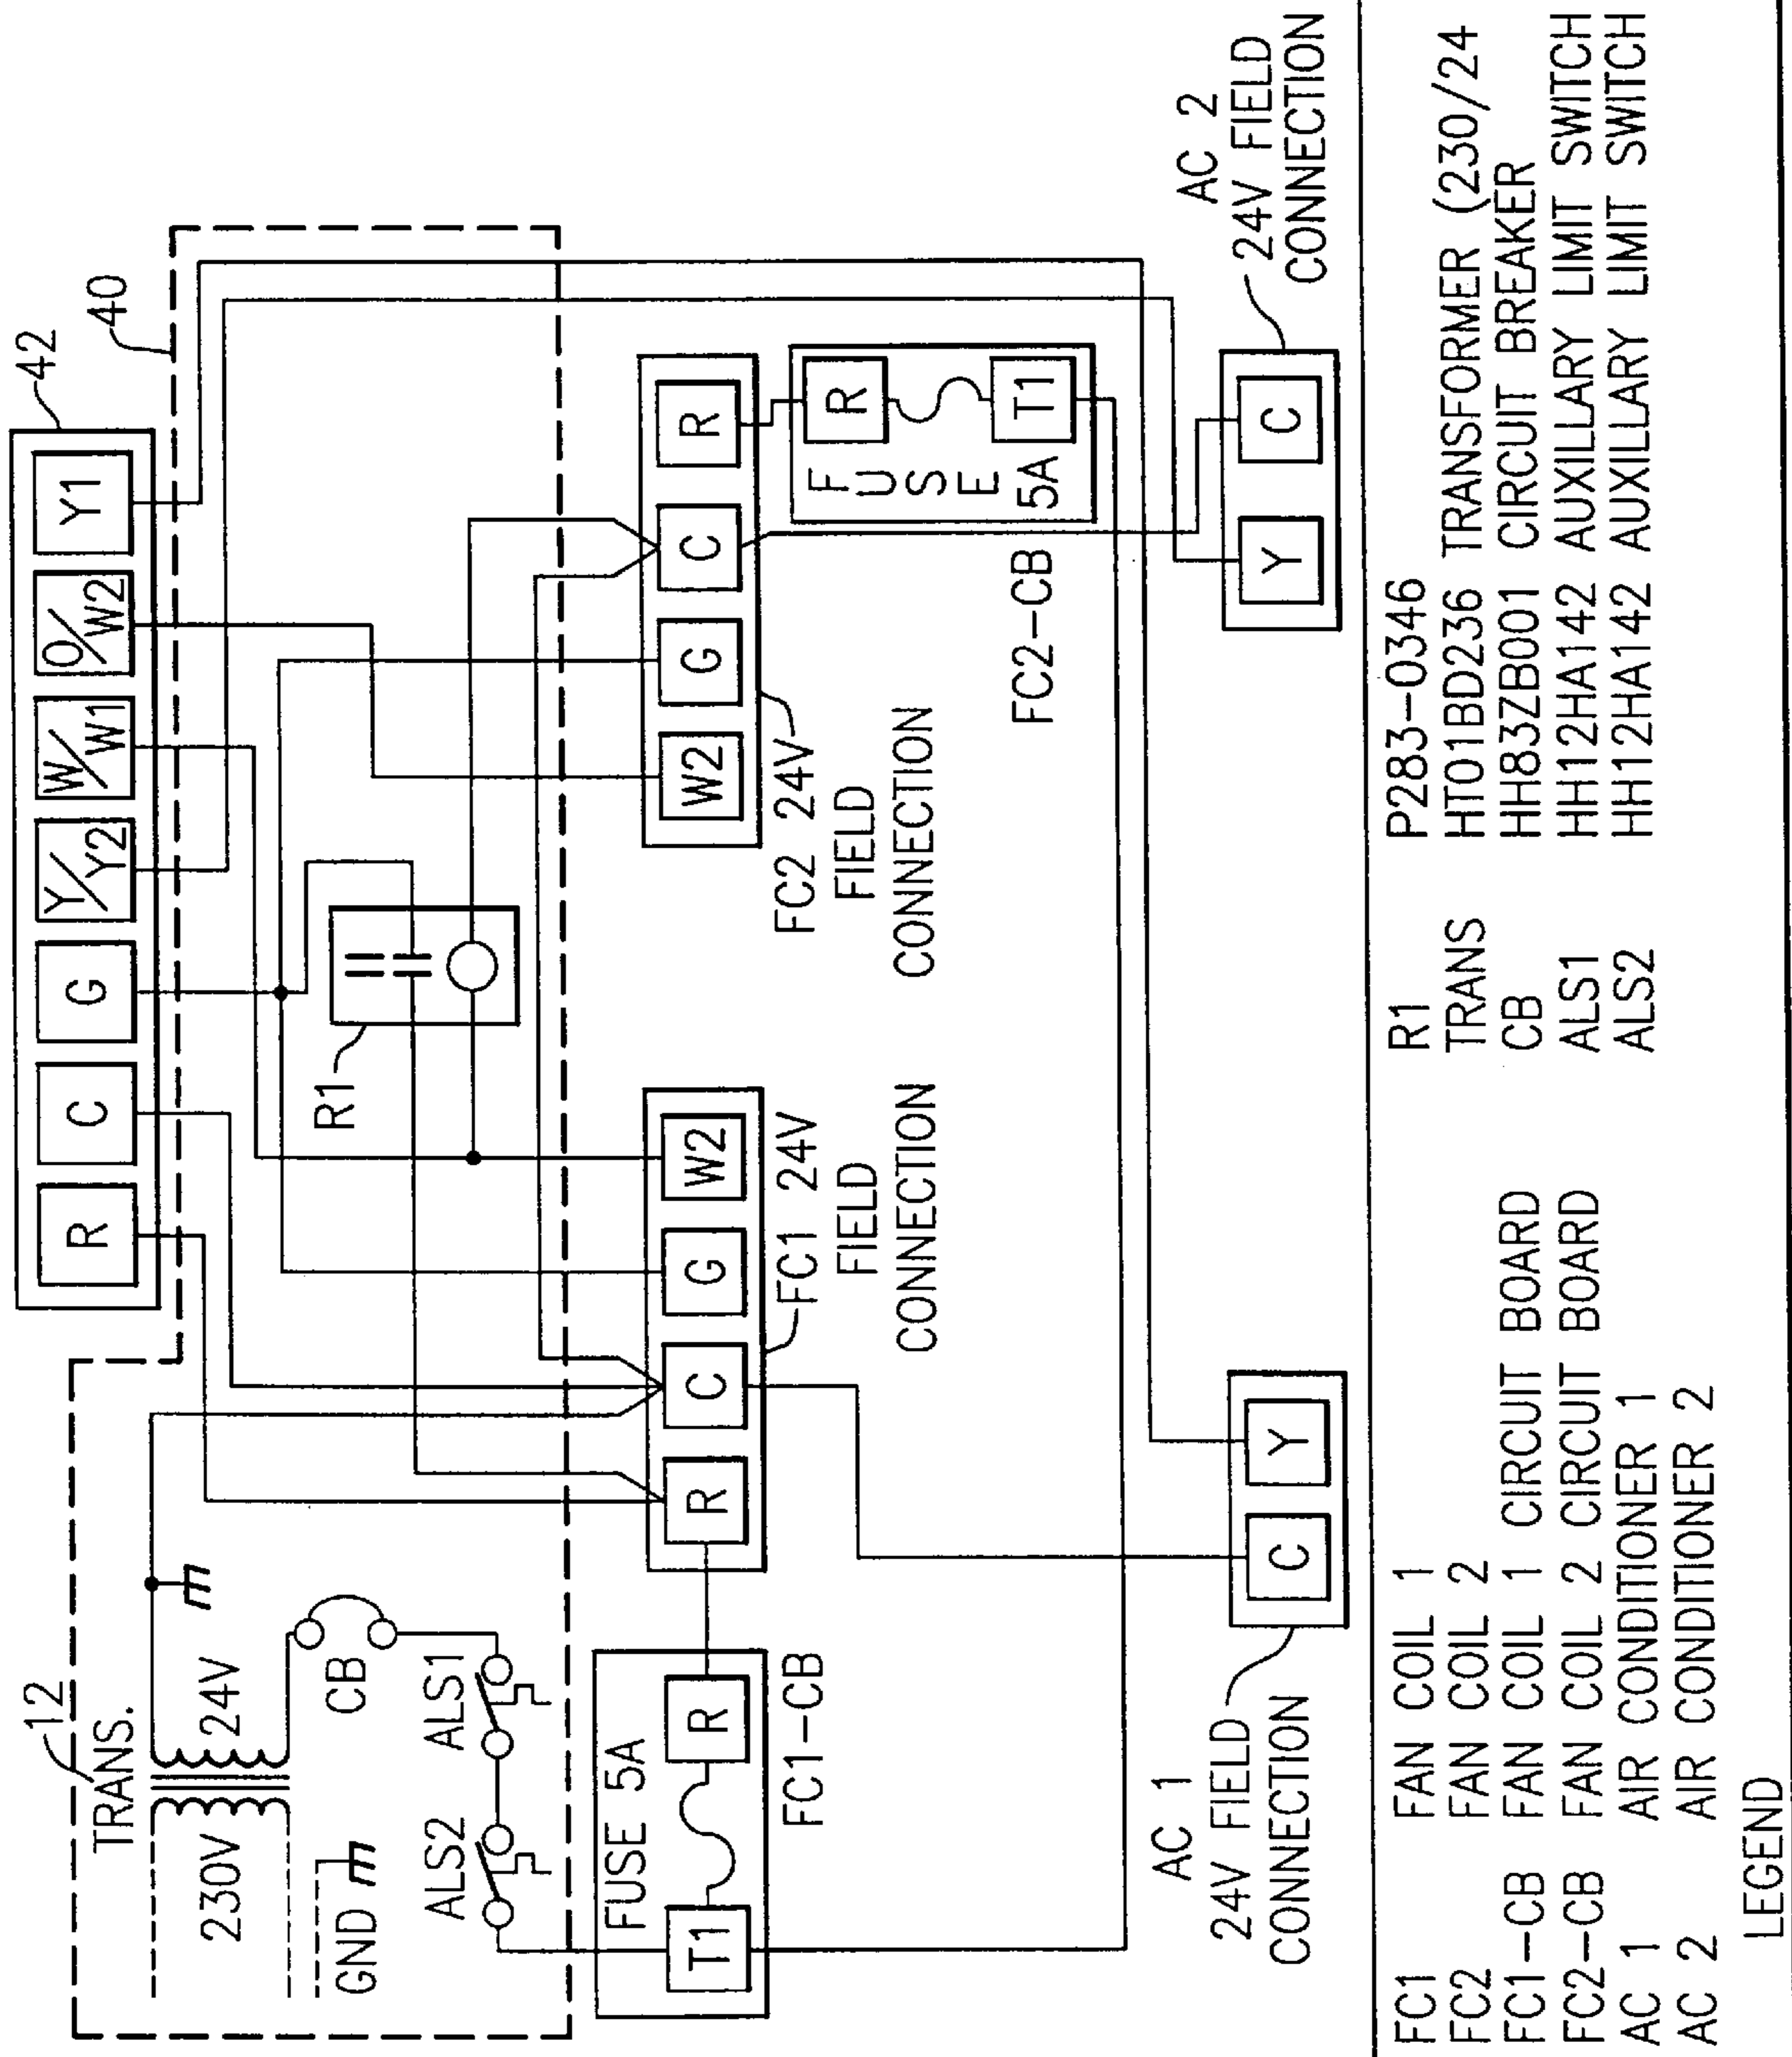 42
40
R
C
G
Y/Y2
W/W1
O/W2
Y1
12
TRANS.
230V
24V
GND
CB
ALS2
ALS1
R1
FUSE 5A
T1
R
FC1-CB
R
C
G
W2
FC1 24V
FIELD
CONNECTION
W2
G
C
R
FC2 24V
FIELD
CONNECTION
FUSE
5A
R
T1
FC2-CB
AC 1
24V FIELD
CONNECTION
C
Y
AC 2
24V FIELD
CONNECTION
Y
C
FC1 FAN COIL 1
FC2 FAN COIL 2
FC1-CB FAN COIL 1 CIRCUIT BOARD
FC2-CB FAN COIL 2 CIRCUIT BOARD
AC 1 AIR CONDITIONER 1
AC 2 AIR CONDITIONER 2
R1 P283-0346
TRANS HT01BD236 TRANSFORMER (230/24
CB HH83ZB001 CIRCUIT BREAKER
ALS1 HH12HA142 AUXILLARY LIMIT SWITCH
ALS2 HH12HA142 AUXILLARY LIMIT SWITCH
LEGEND